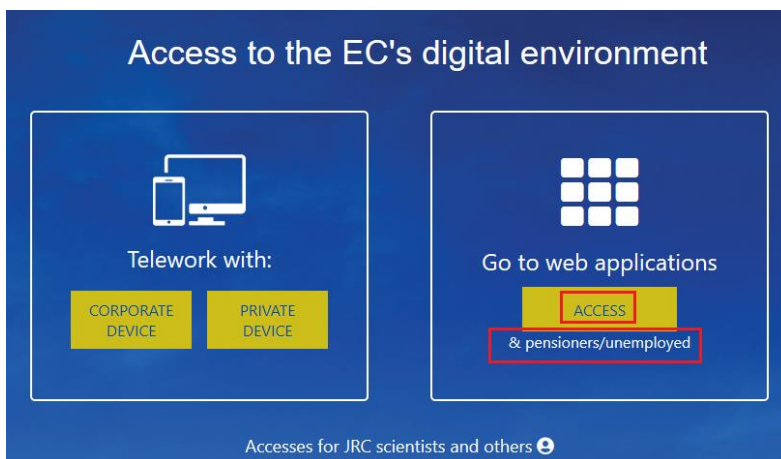 Access to the EC's digital environment
Telework with:
CORPORATE
DEVICE
PRIVATE
DEVICE
Go to web applications
ACCESS
& pensioners/unemployed
Accesses for JRC scientists and others